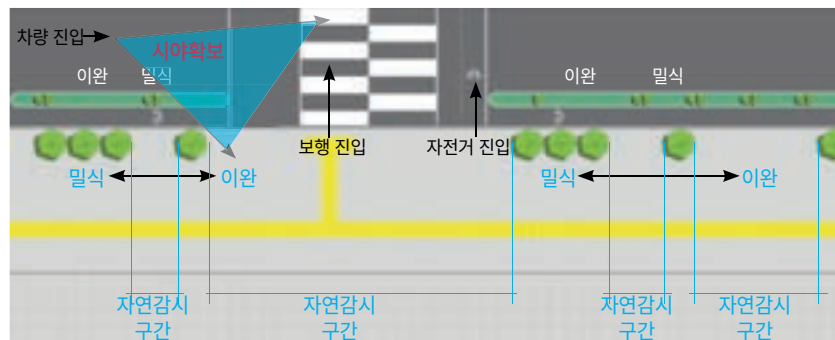 차량 진입
시야확보
이완 밀식
이완 밀식
보행 진입
자전거 진입
밀식 이완
밀식 이완
자연감시
구간
자연감시
구간
자연감시
구간
자연감시
구간